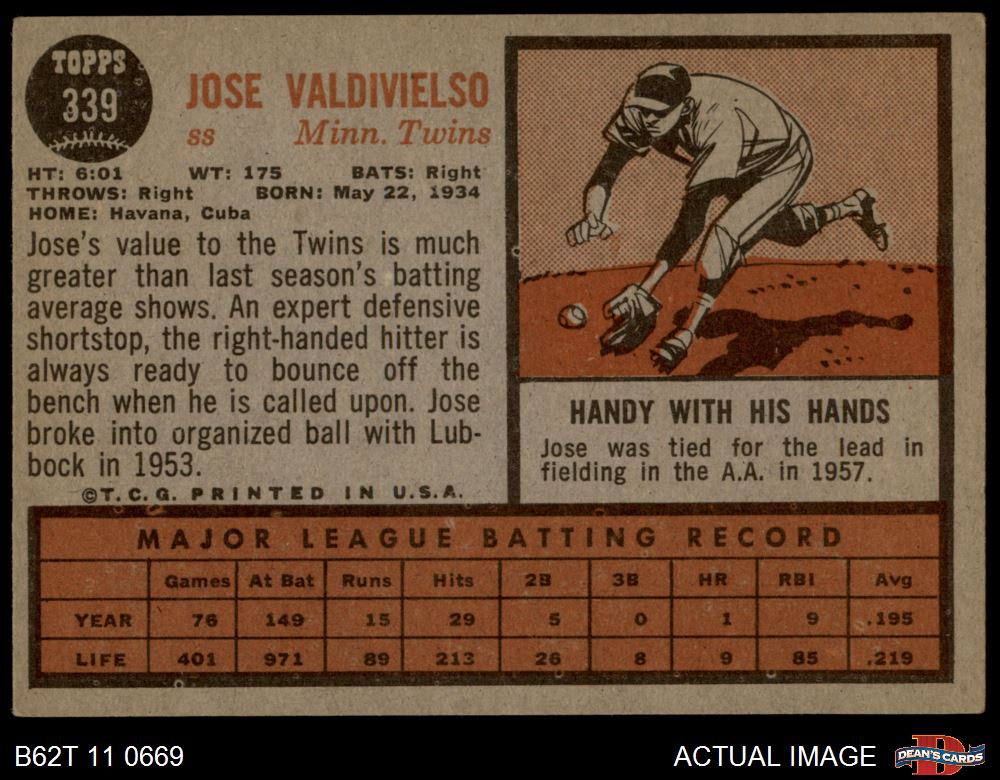 TOPPS
339
JOSE VALDIVIELSO
ss Minn. Twins
HT: 6:01 WT: 175 BATS: Right
THROWS: Right BORN: May 22, 1934
HOME: Havana, Cuba
Jose's value to the Twins is much
greater than last season's batting
average shows. An expert defensive
shortstop, the right-handed hitter is
always ready to bounce off the
bench when he is called upon. Jose
broke into organized ball with Lub-
bock in 1953.
©T.C.G. PRINTED IN U.S.A.
HANDY WITH HIS HANDS
Jose was tied for the lead in
fielding in the A.A. in 1957.
MAJOR LEAGUE BATTING RECORD
Games At Bat Runs Hits 2B 3B HR RBI Avg
YEAR 76 149 15 29 5 0 1 9 .195
LIFE 401 971 89 213 26 8 9 85 .219
B62T 11 0669 ACTUAL IMAGE DEAN'S CARDS